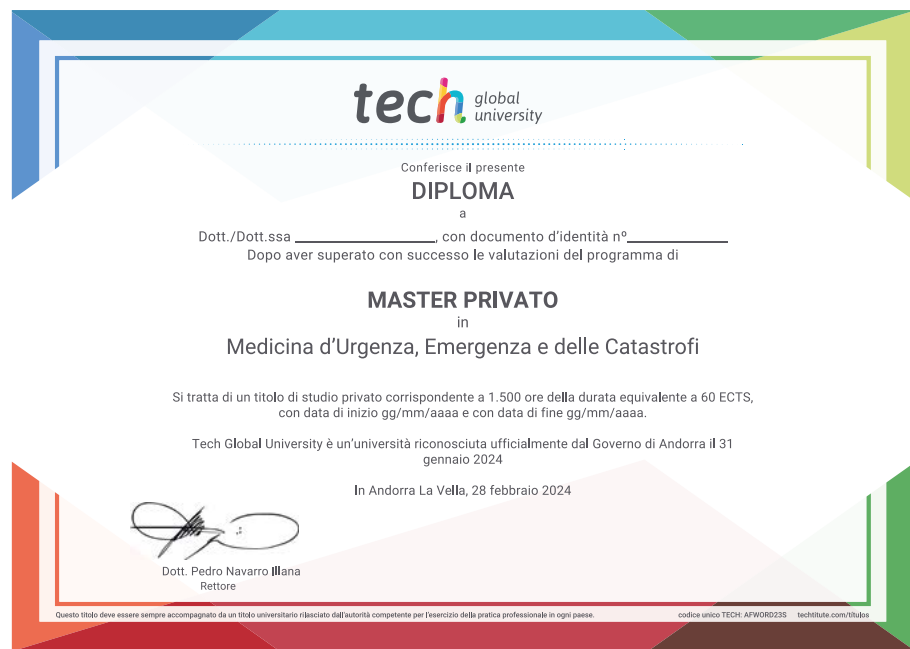 tech global university
Conferisce il presente
DIPLOMA
a
Dott./Dott.ssa ________________, con documento d'identità nº____________
Dopo aver superato con successo le valutazioni del programma di
MASTER PRIVATO
in
Medicina d'Urgenza, Emergenza e delle Catastrofi
Si tratta di un titolo di studio privato corrispondente a 1.500 ore della durata equivalente a 60 ECTS,
con data di inizio gg/mm/aaaa e con data di fine gg/mm/aaaa.
Tech Global University è un'università riconosciuta ufficialmente dal Governo di Andorra il 31
gennaio 2024
In Andorra La Vella, 28 febbraio 2024
Dott. Pedro Navarro Illana
Rettore
Questo titolo deve essere sempre accompagnato da un titolo universitario rilasciato dall'autorità competente per l'esercizio della pratica professionale in ogni paese. codice unico TECH: AFWORD23S techtitute.com/titulos